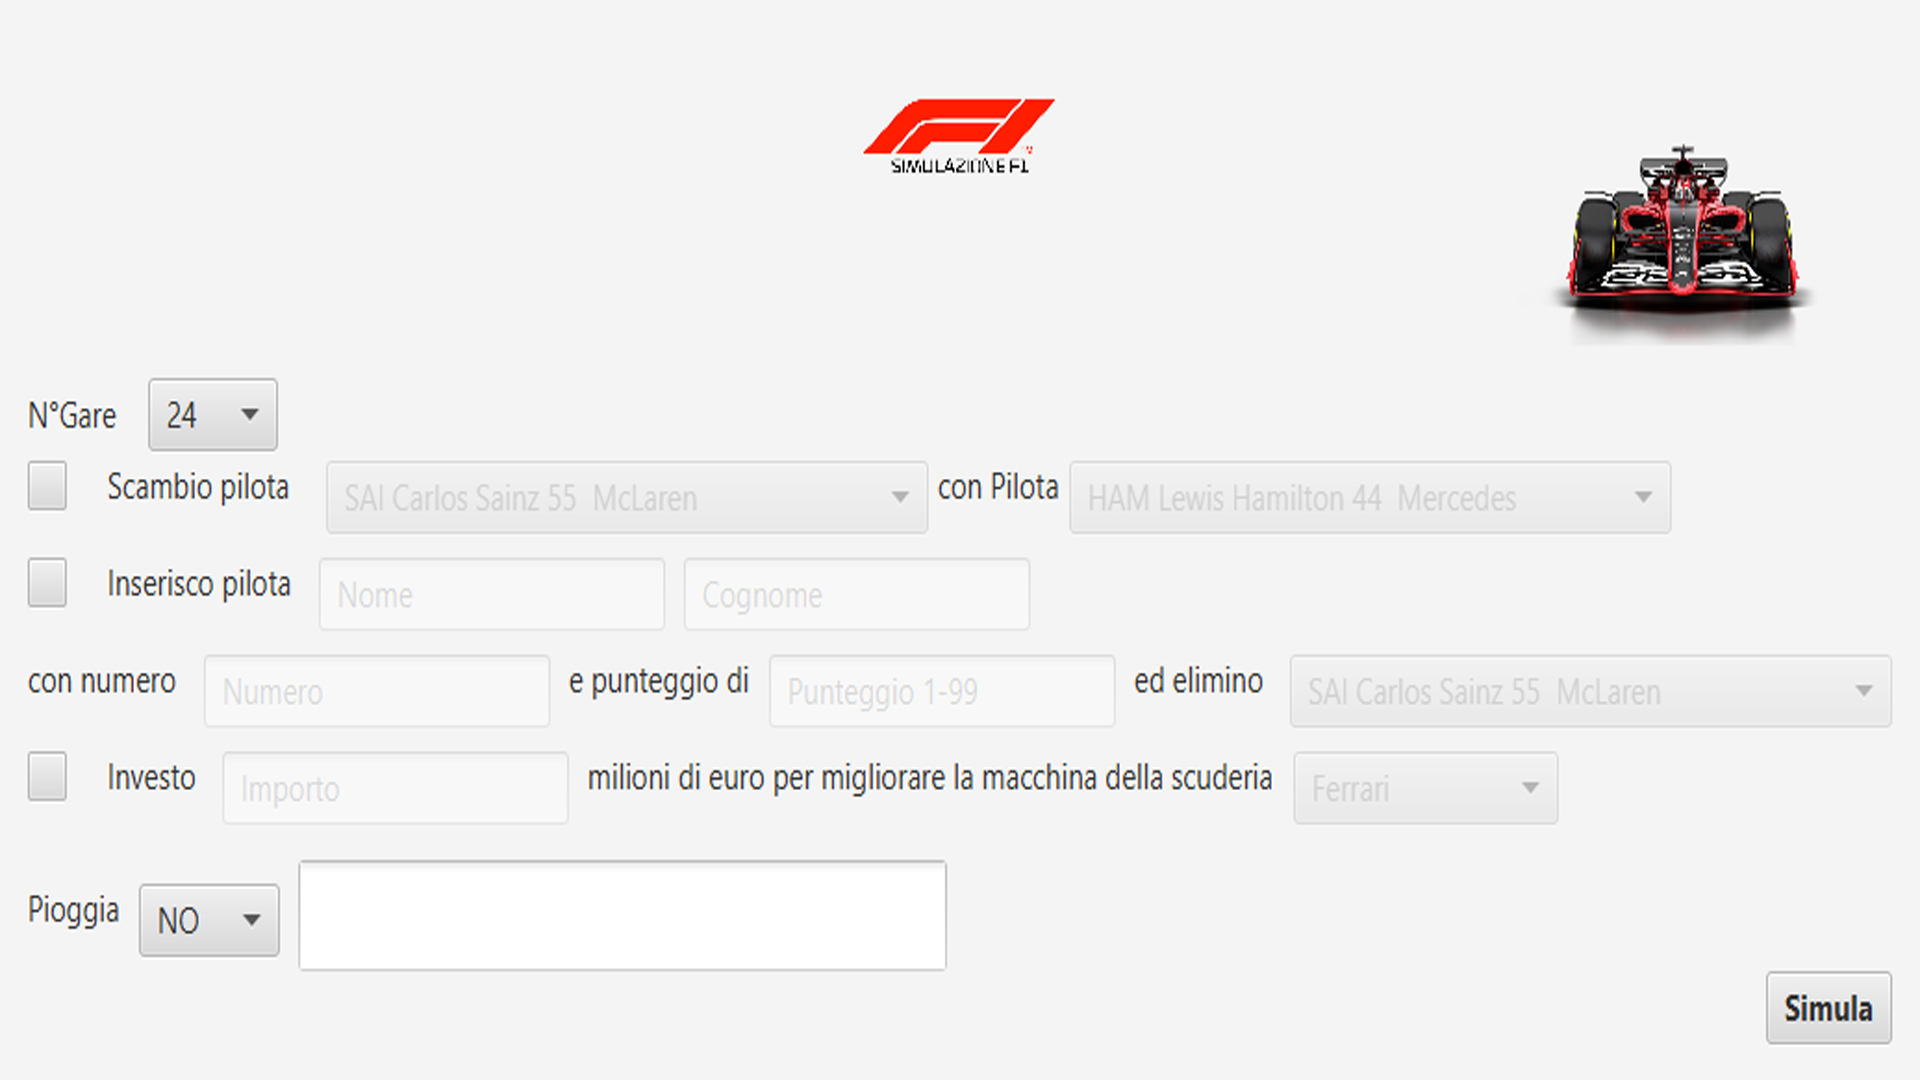 SIMULAZIONE F1
N°Gare 24
Scambio pilota SAI Carlos Sainz 55 McLaren con Pilota HAM Lewis Hamilton 44 Mercedes
Inserisco pilota Nome Cognome
con numero Numero e punteggio di Punteggio 1-99 ed elimino SAI Carlos Sainz 55 McLaren
Investo Importo milioni di euro per migliorare la macchina della scuderia Ferrari
Pioggia NO
Simula